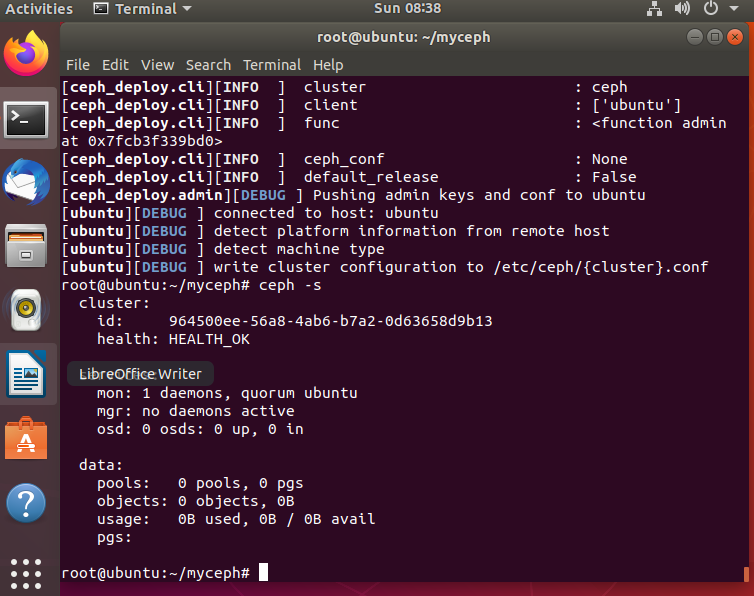 Activities Terminal Sun 08:38
root@ubuntu: ~/myceph
File Edit View Search Terminal Help
[ceph_deploy.cli][INFO  ]  cluster                       : ceph
[ceph_deploy.cli][INFO  ]  client                        : ['ubuntu']
[ceph_deploy.cli][INFO  ]  func                          : <function admin
at 0x7fcb3f339bd0>
[ceph_deploy.cli][INFO  ]  ceph_conf                     : None
[ceph_deploy.cli][INFO  ]  default_release               : False
[ceph_deploy.admin][DEBUG ] Pushing admin keys and conf to ubuntu
[ubuntu][DEBUG ] connected to host: ubuntu
[ubuntu][DEBUG ] detect platform information from remote host
[ubuntu][DEBUG ] detect machine type
[ubuntu][DEBUG ] write cluster configuration to /etc/ceph/{cluster}.conf
root@ubuntu:~/myceph# ceph -s
  cluster:
    id:     964500ee-56a8-4ab6-b7a2-0d63658d9b13
    health: HEALTH_OK
LibreOffice Writer
    mon: 1 daemons, quorum ubuntu
    mgr: no daemons active
    osd: 0 osds: 0 up, 0 in
  data:
    pools:   0 pools, 0 pgs
    objects: 0 objects, 0B
    usage:   0B used, 0B / 0B avail
    pgs:
root@ubuntu:~/myceph#